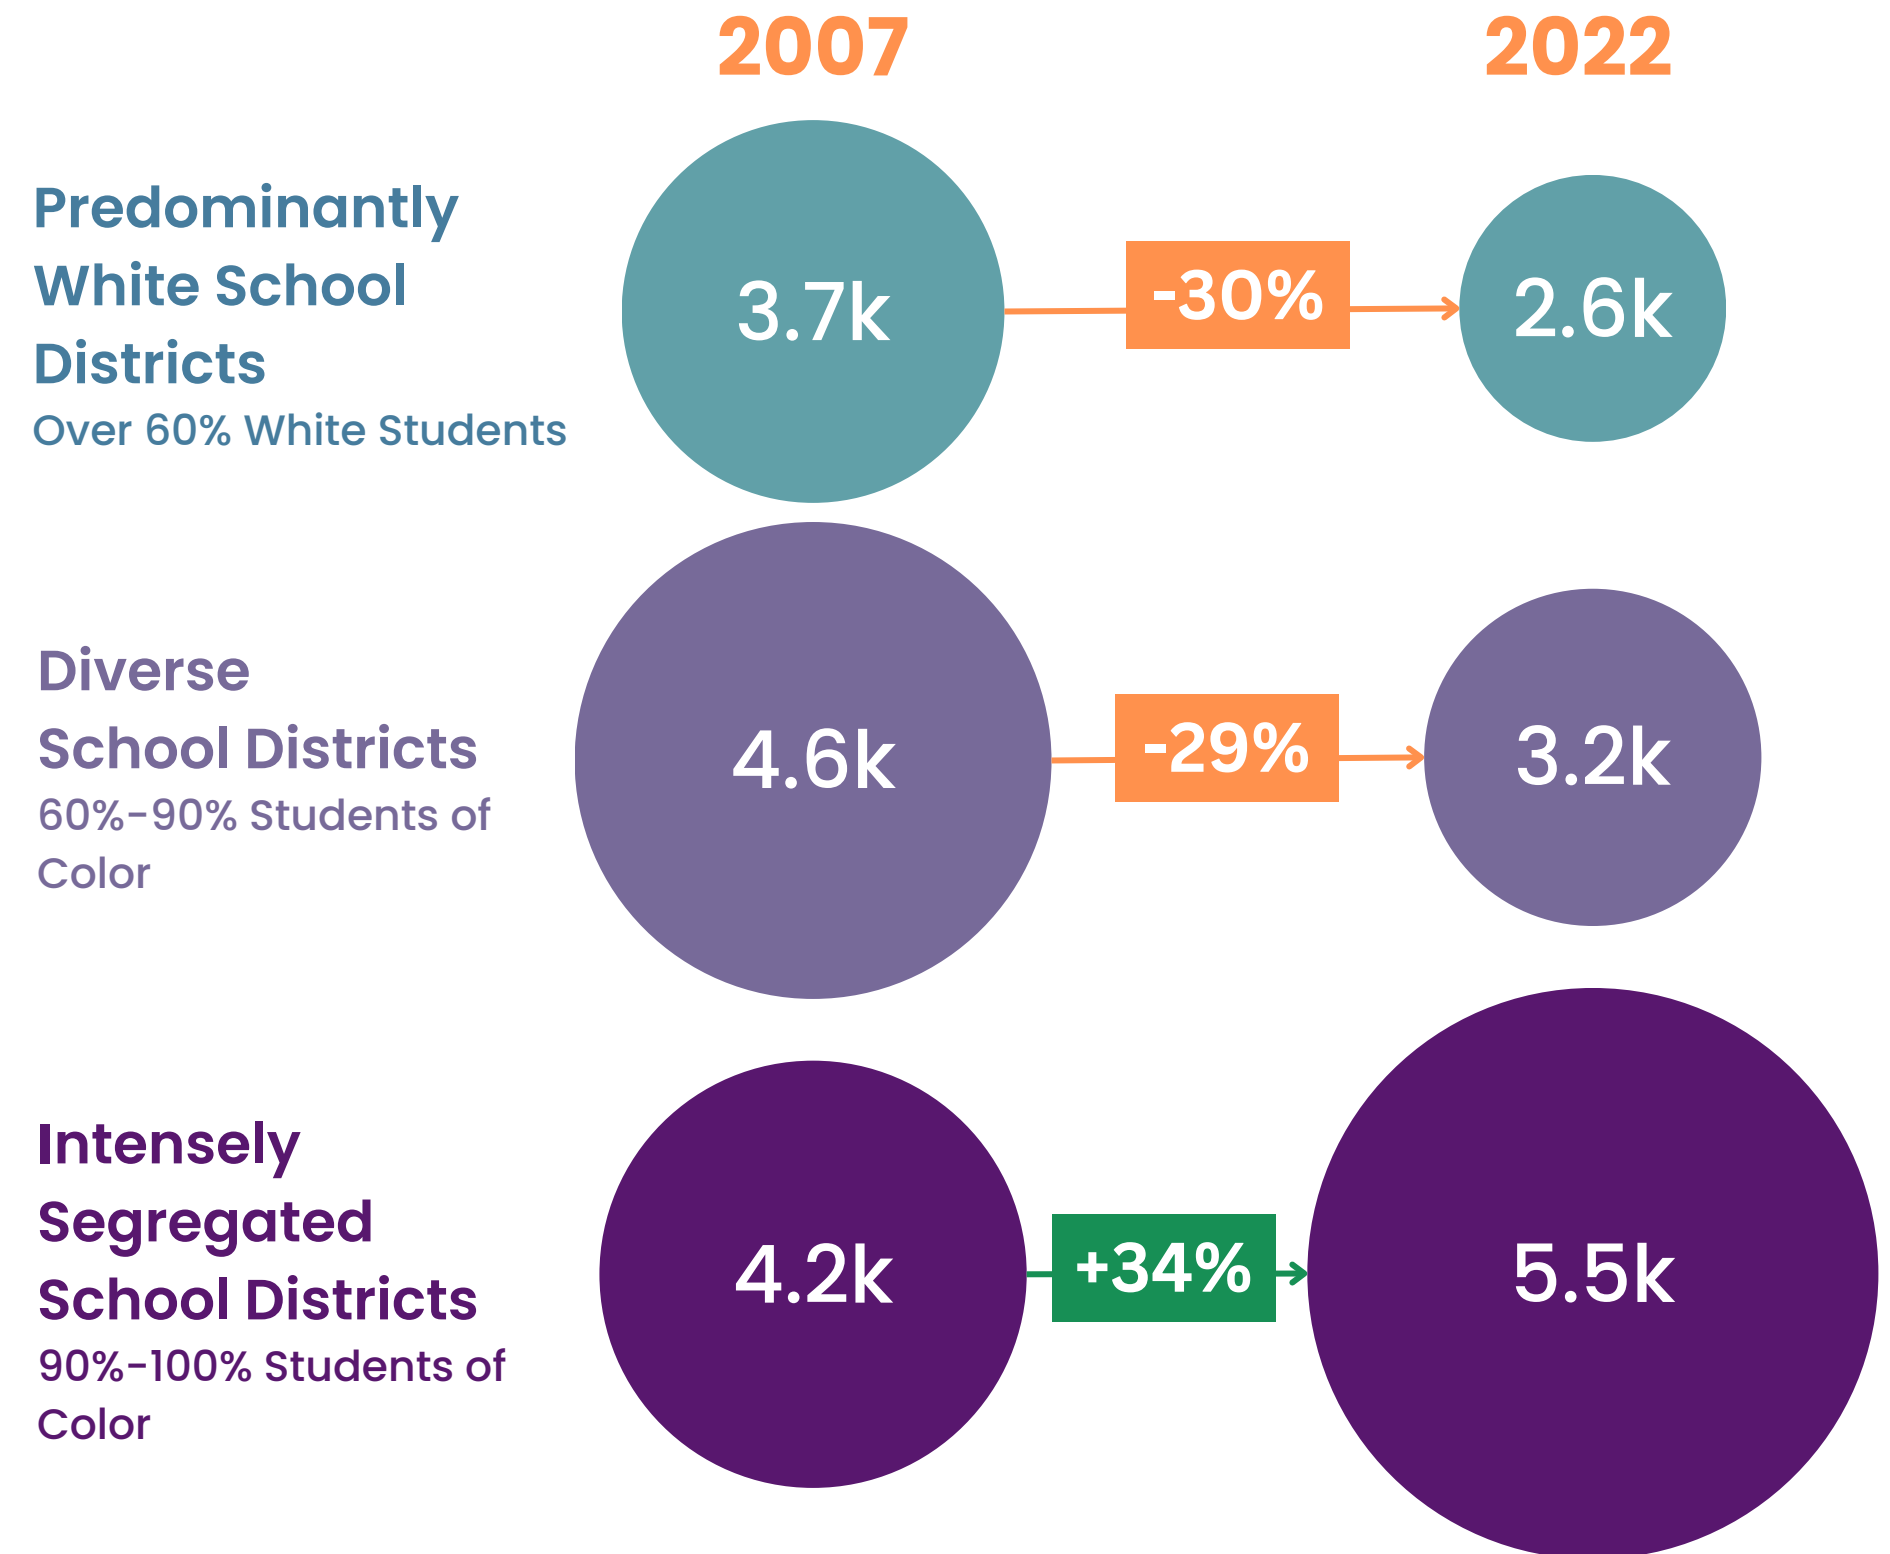 2007
2022
Predominantly
White School
Districts
Over 60% White Students
3.7k
-30%
2.6k
Diverse
School Districts
60%-90% Students of
Color
4.6k
-29%
3.2k
Intensely
Segregated
School Districts
90%-100% Students of
Color
4.2k
+34%
5.5k